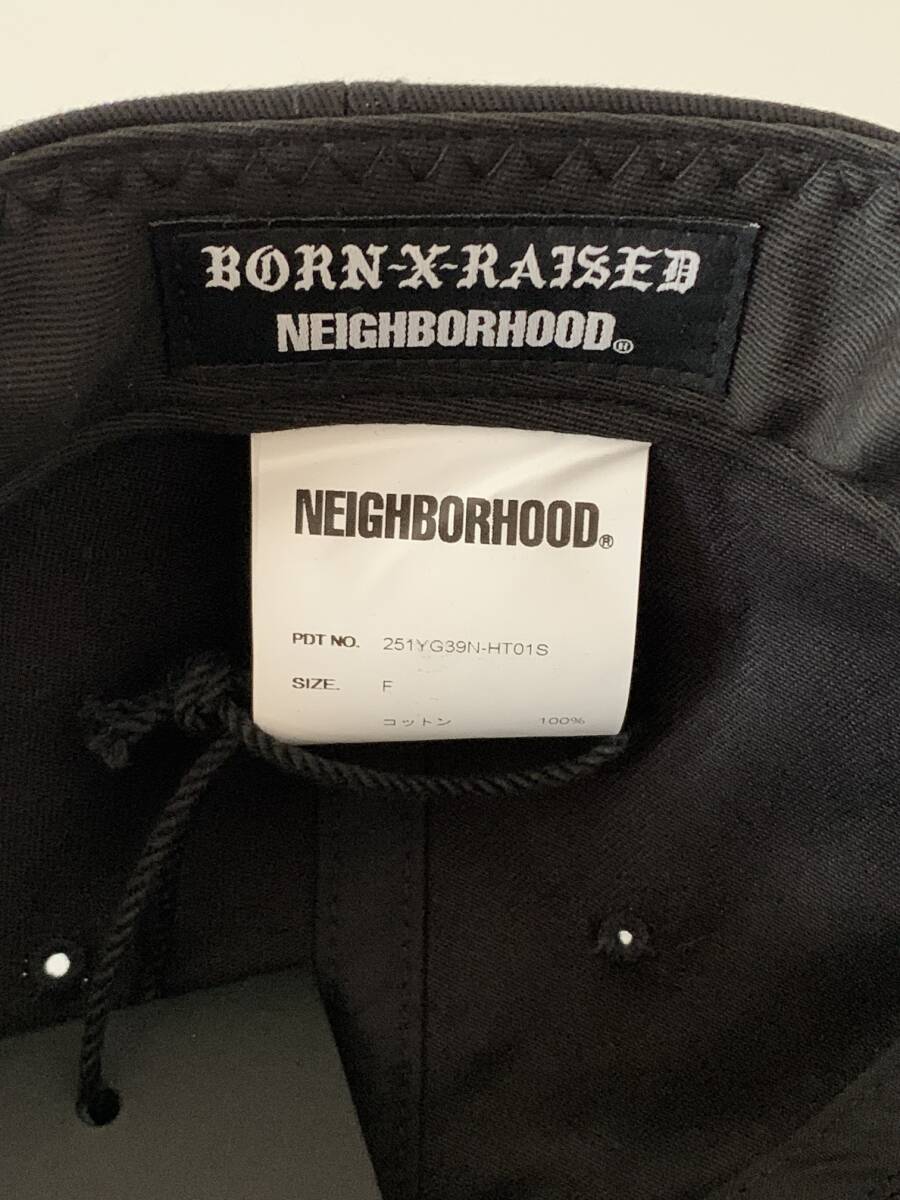 BORN-X-RAISED
NEIGHBORHOOD®
NEIGHBORHOOD®
PDT NO. 251YG39N-HT01S
SIZE. F
コットン 100%